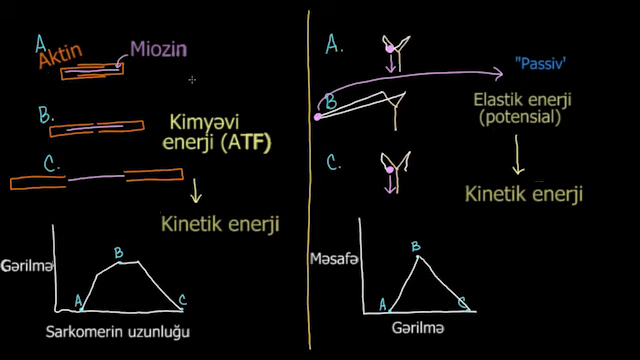 A.
Aktin
Miozin
B.
Kimyəvi
enerji (ATF)
C.
Kinetik enerji
Gərilmə
A
B
C
Sarkomerin uzunluğu
A.
"Passiv'
B
Elastik enerji
(potensial)
C.
Kinetik enerji
Məsafə
A
B
C
Gərilmə